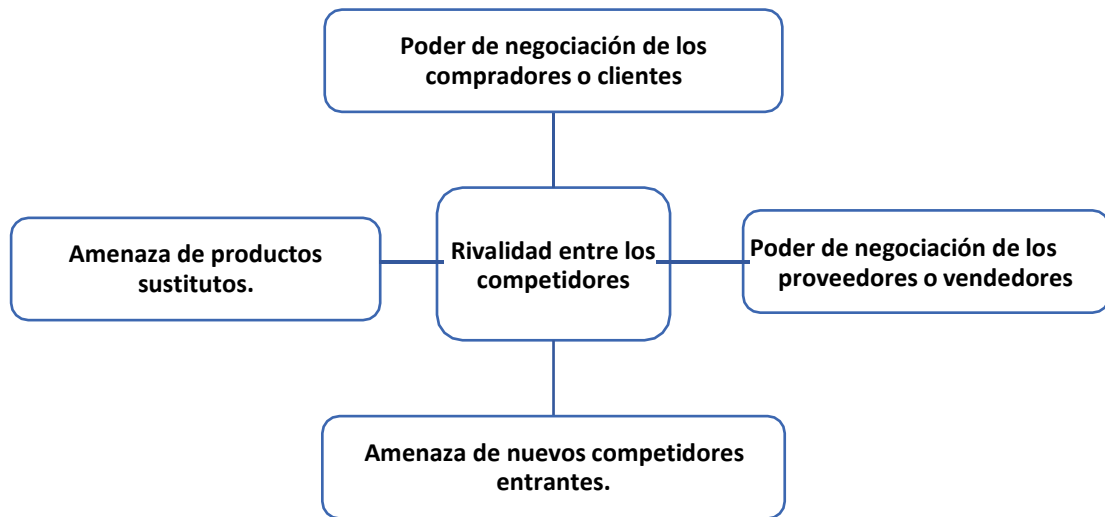 Poder de negociación de los
compradores o clientes
Amenaza de productos
sustitutos.
Rivalidad entre los
competidores
Poder de negociación de los
proveedores o vendedores
Amenaza de nuevos competidores
entrantes.